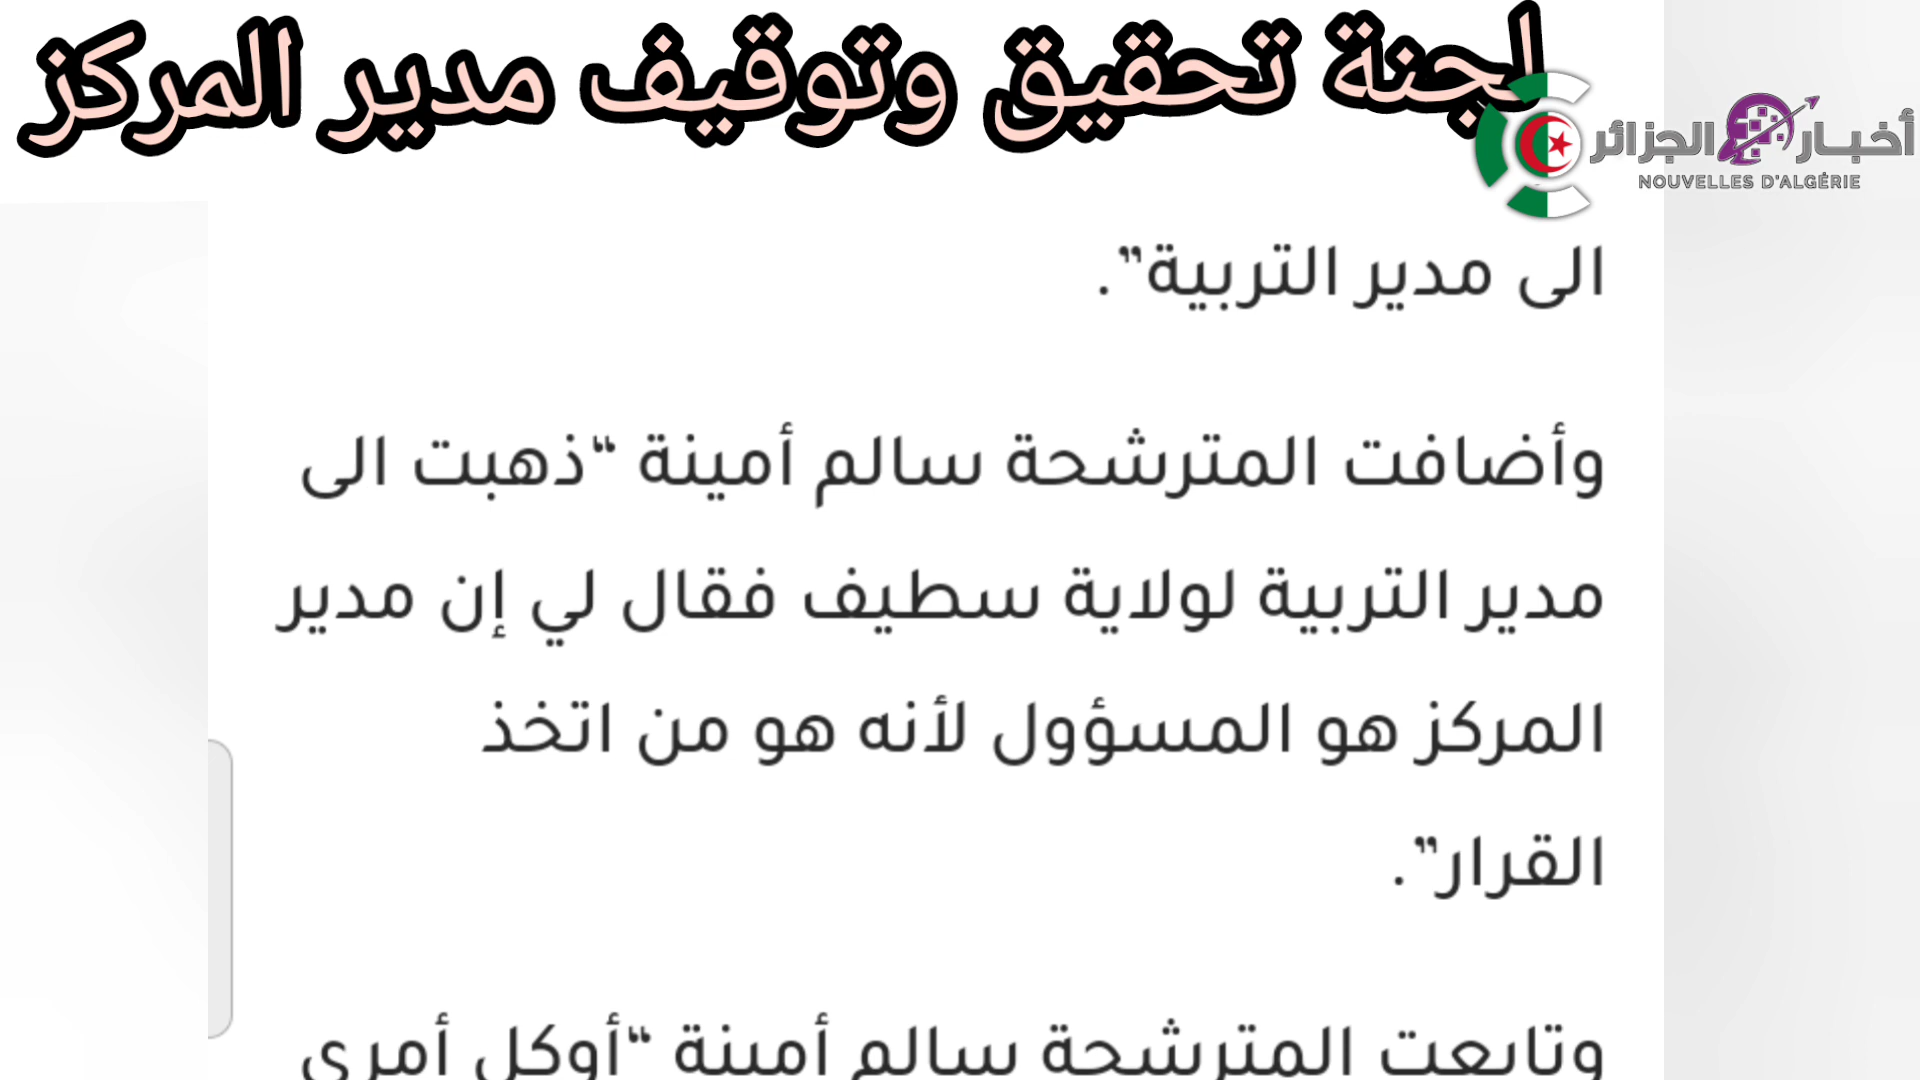 لجنة تحقيق وتوقيف مدير المركز
أخبار الجزائر
NOUVELLES D'ALGÉRIE
الى مدير التربية”.
وأضافت المترشحة سالم أمينة “ذهبت الى
مدير التربية لولاية سطيف فقال لي إن مدير
المركز هو المسؤول لأنه هو من اتخذ
القرار”.
وتابعت المترشحة سالم أمينة “أوكل أمري